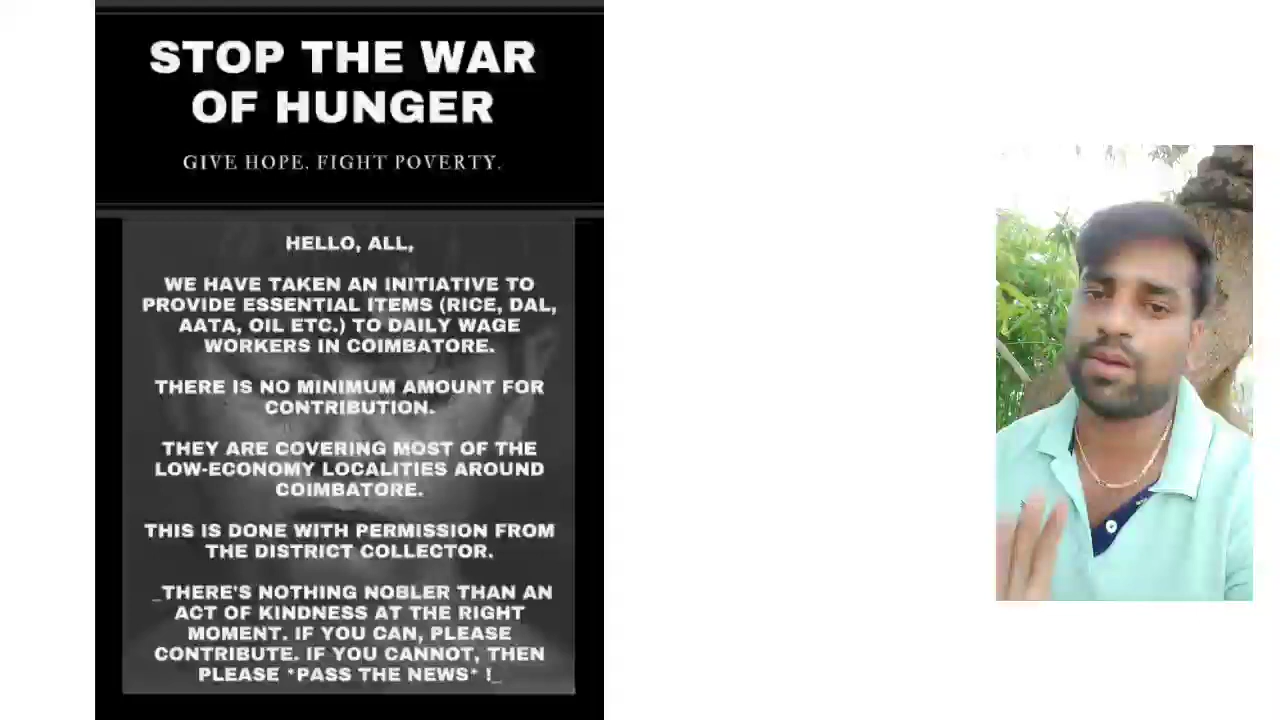 STOP THE WAR
OF HUNGER
GIVE HOPE. FIGHT POVERTY.
HELLO, ALL,
WE HAVE TAKEN AN INITIATIVE TO
PROVIDE ESSENTIAL ITEMS (RICE, DAL,
AATA, OIL ETC.) TO DAILY WAGE
WORKERS IN COIMBATORE.
THERE IS NO MINIMUM AMOUNT FOR
CONTRIBUTION.
THEY ARE COVERING MOST OF THE
LOW-ECONOMY LOCALITIES AROUND
COIMBATORE.
THIS IS DONE WITH PERMISSION FROM
THE DISTRICT COLLECTOR.
_THERE'S NOTHING NOBLER THAN AN
ACT OF KINDNESS AT THE RIGHT
MOMENT. IF YOU CAN, PLEASE
CONTRIBUTE. IF YOU CANNOT, THEN
PLEASE *PASS THE NEWS* !_